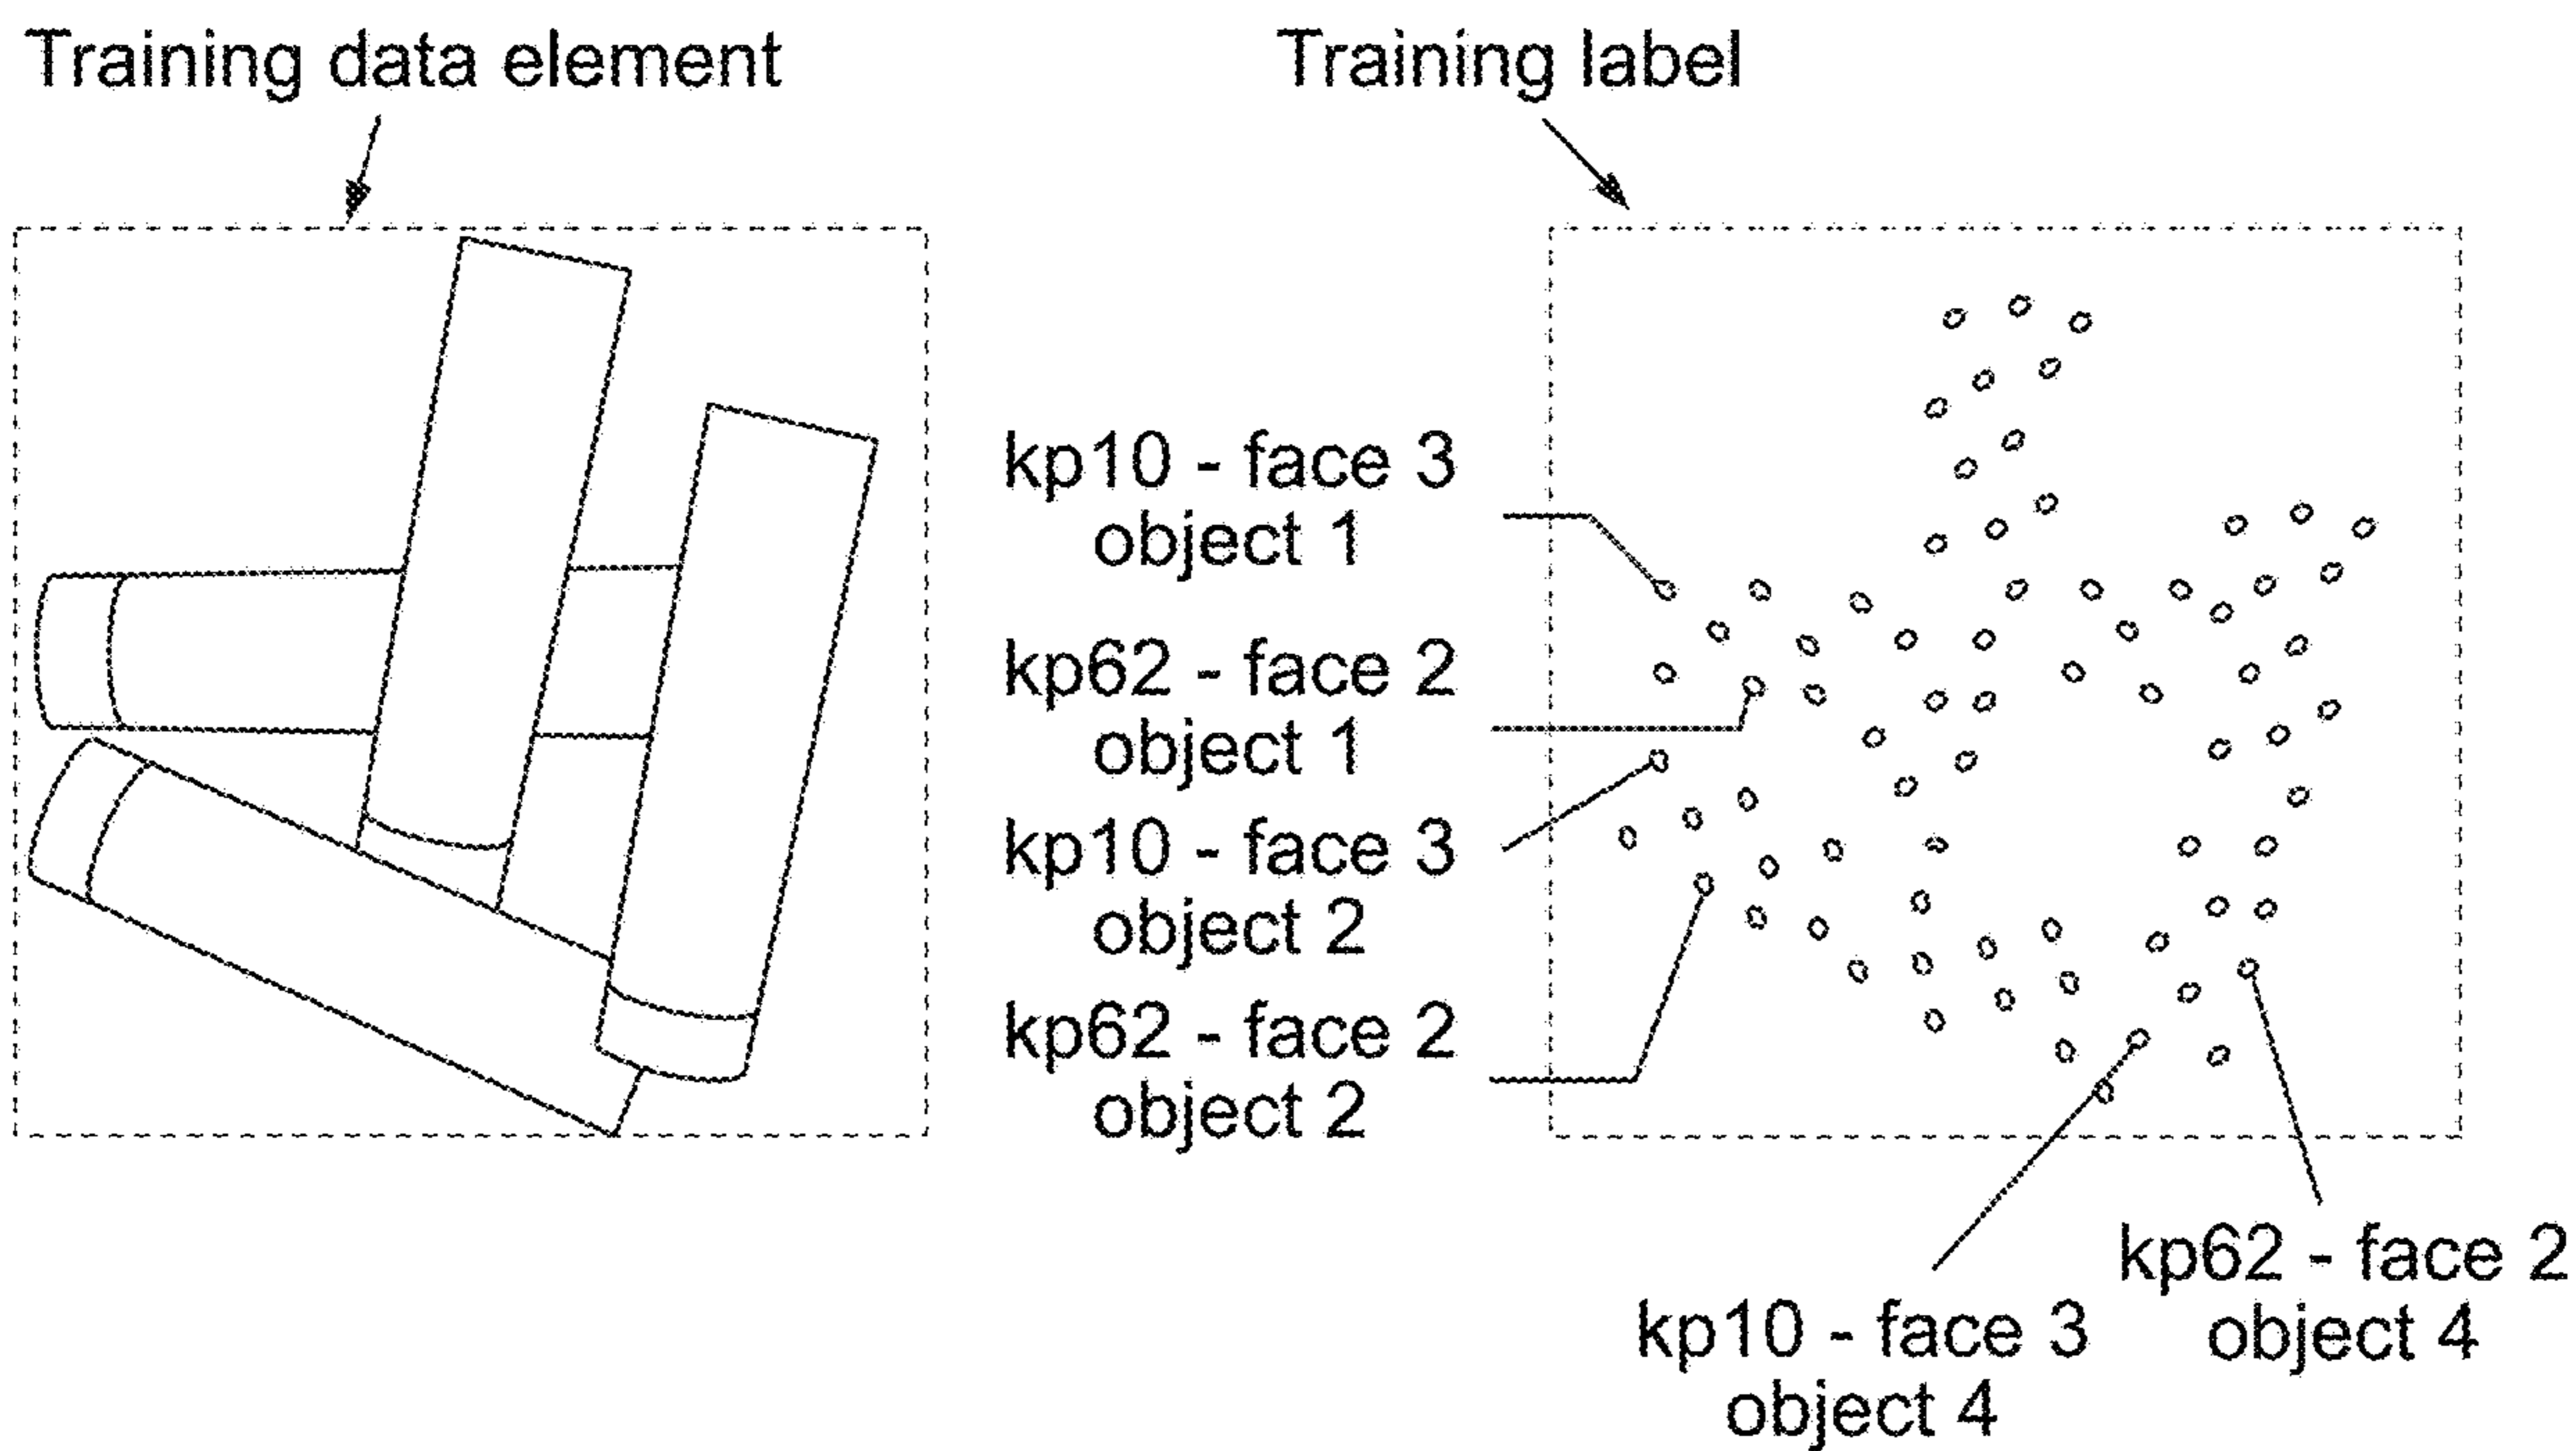 Training data element
Training label
kp10 - face 3
object 1
kp62 - face 2
object 1
kp10 - face 3
object 2
kp62 - face 2
object 2
kp62 - face 2
object 4
kp10 - face 3
object 4